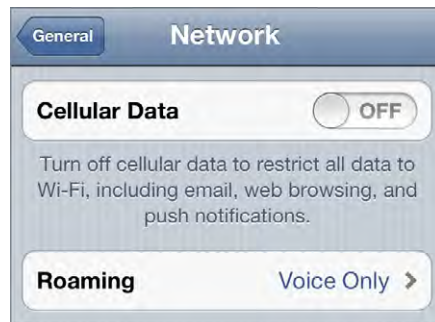 General
Network
Cellular Data
OFF
Turn off cellular data to restrict all data to
Wi-Fi, including email, web browsing, and
push notifications.
Roaming
Voice Only